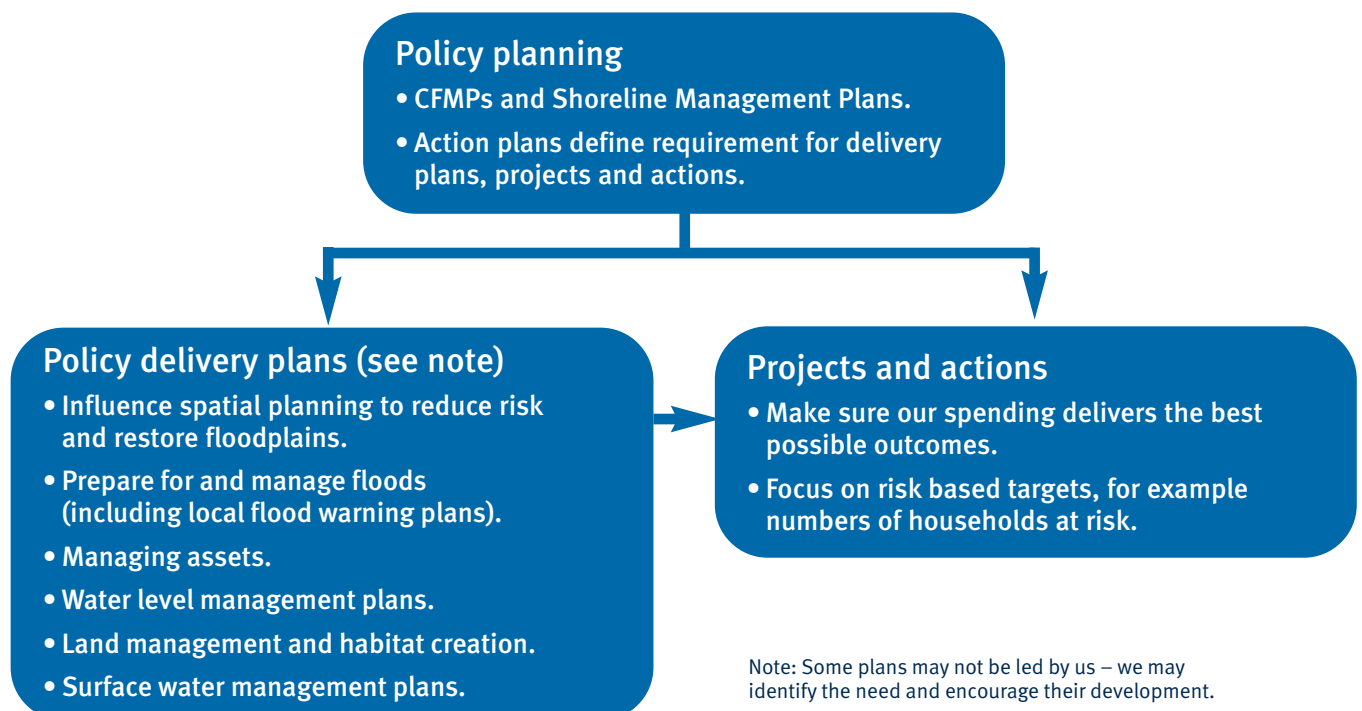 Policy planning
• CFMPs and Shoreline Management Plans.
• Action plans define requirement for delivery
plans, projects and actions.
Policy delivery plans (see note)
• Influence spatial planning to reduce risk
and restore floodplains.
• Prepare for and manage floods
(including local flood warning plans).
• Managing assets.
• Water level management plans.
• Land management and habitat creation.
• Surface water management plans.
Projects and actions
• Make sure our spending delivers the best
possible outcomes.
• Focus on risk based targets, for example
numbers of households at risk.
Note: Some plans may not be led by us – we may
identify the need and encourage their development.